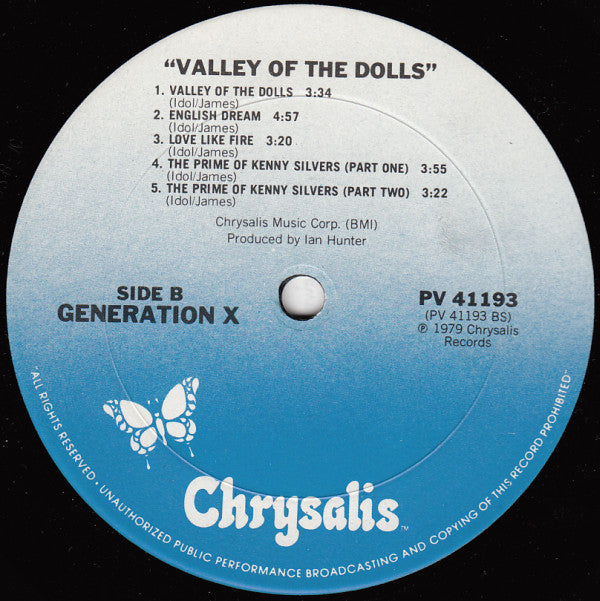 "VALLEY OF THE DOLLS"
1. VALLEY OF THE DOLLS 3:34
(Idol/James)
2. ENGLISH DREAM 4:57
(Idol/James)
3. LOVE LIKE FIRE 3:20
(Idol/James)
4. THE PRIME OF KENNY SILVERS (PART ONE) 3:55
(Idol/James)
5. THE PRIME OF KENNY SILVERS (PART TWO) 3:22
(Idol/James)
Chrysalis Music Corp. (BMI)
Produced by Ian Hunter
SIDE B
GENERATION X
PV 41193
(PV 41193 BS)
℗ 1979 Chrysalis
Records
Chrysalis™
"ALL RIGHTS RESERVED • UNAUTHORIZED PUBLIC PERFORMANCE BROADCASTING AND COPYING OF THIS RECORD PROHIBITED"